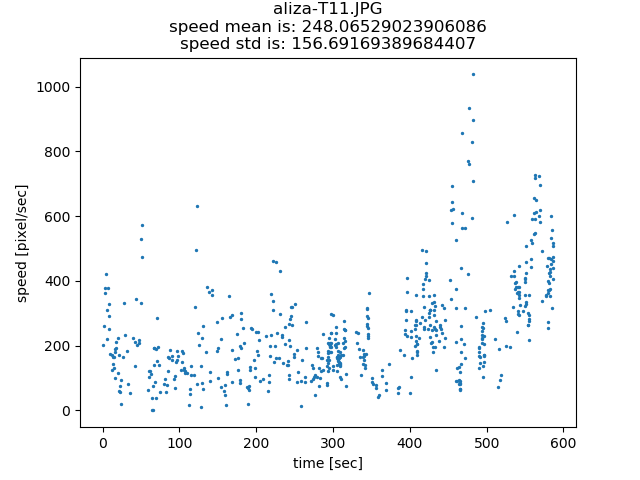 aliza-T11.JPG
speed mean is: 248.06529023906086
speed std is: 156.69169389684407
1000
800
600
400
200
0
speed [pixel/sec]
0 100 200 300 400 500 600
time [sec]